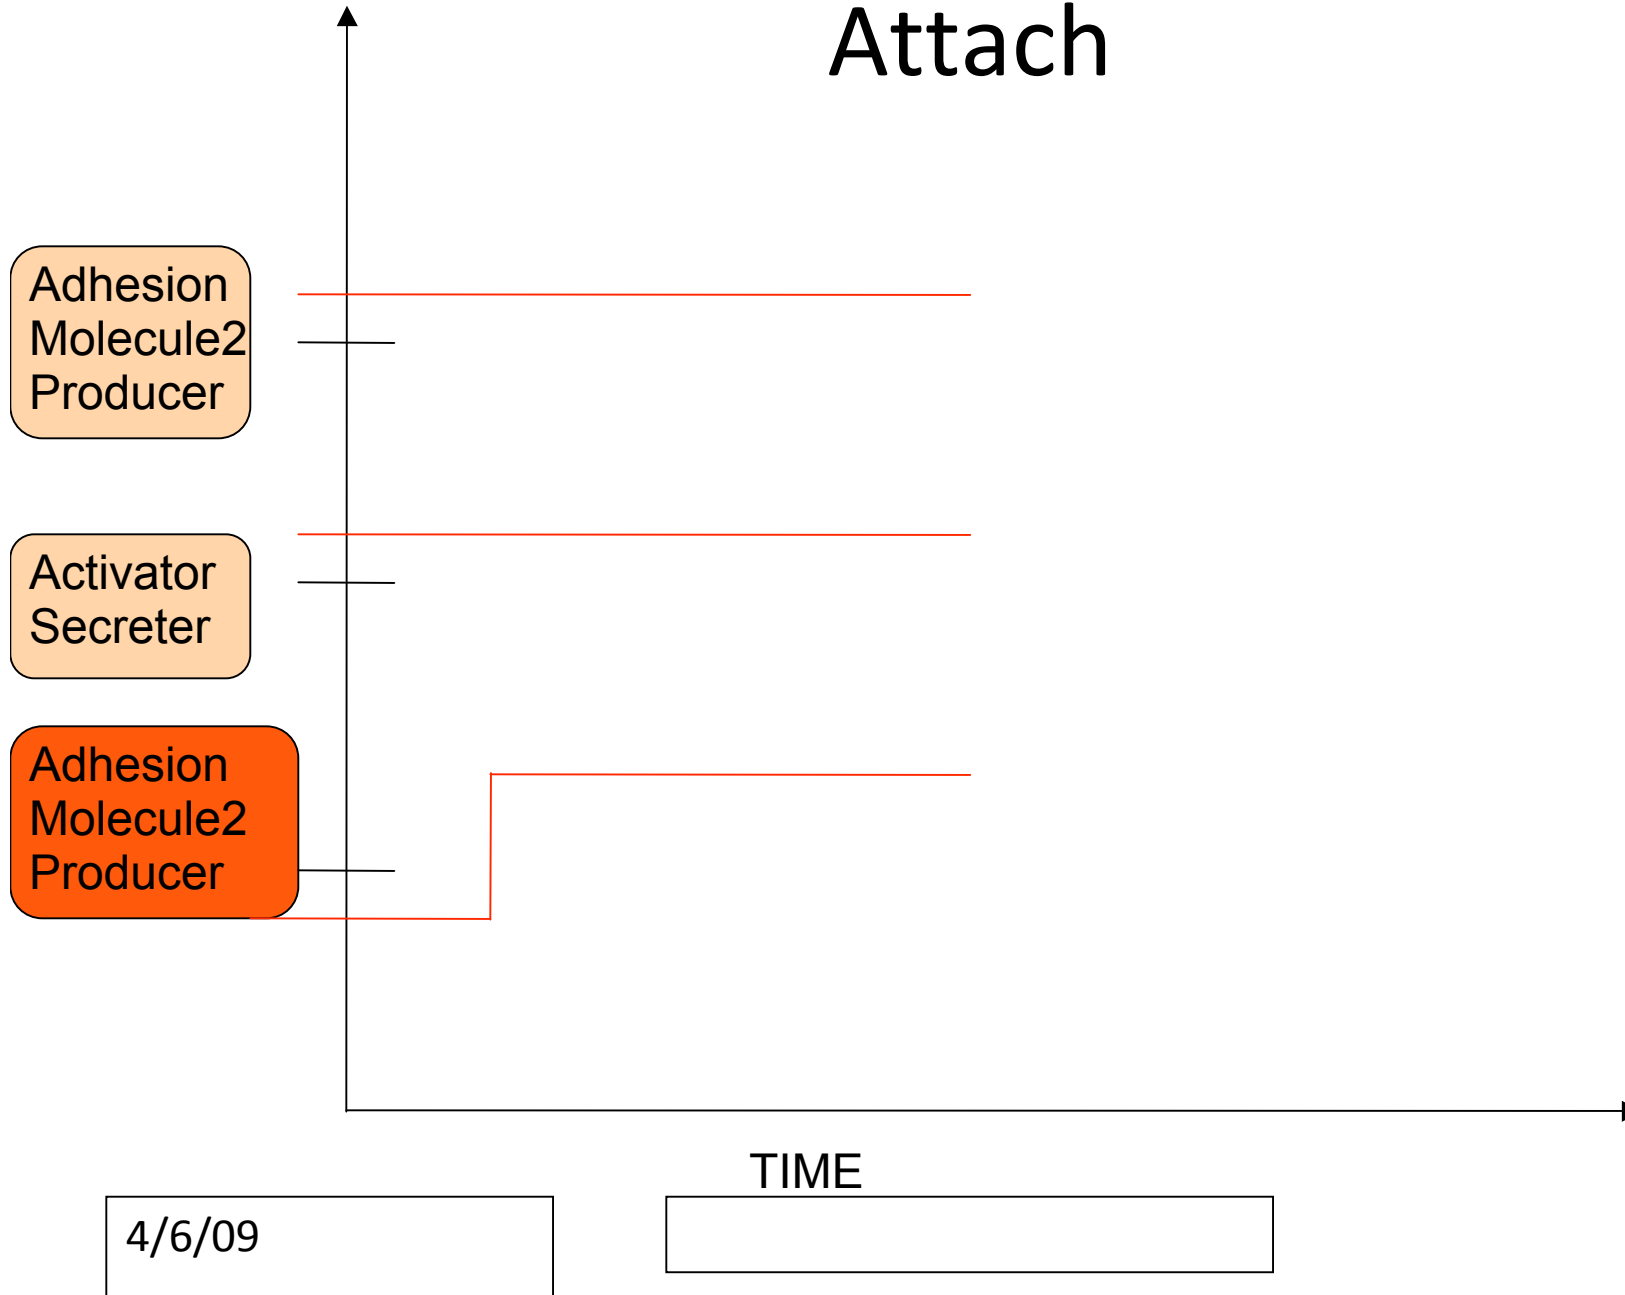 Attach
Adhesion
Molecule2
Producer
Activator
Secreter
Adhesion
Molecule2
Producer
TIME
4/6/09